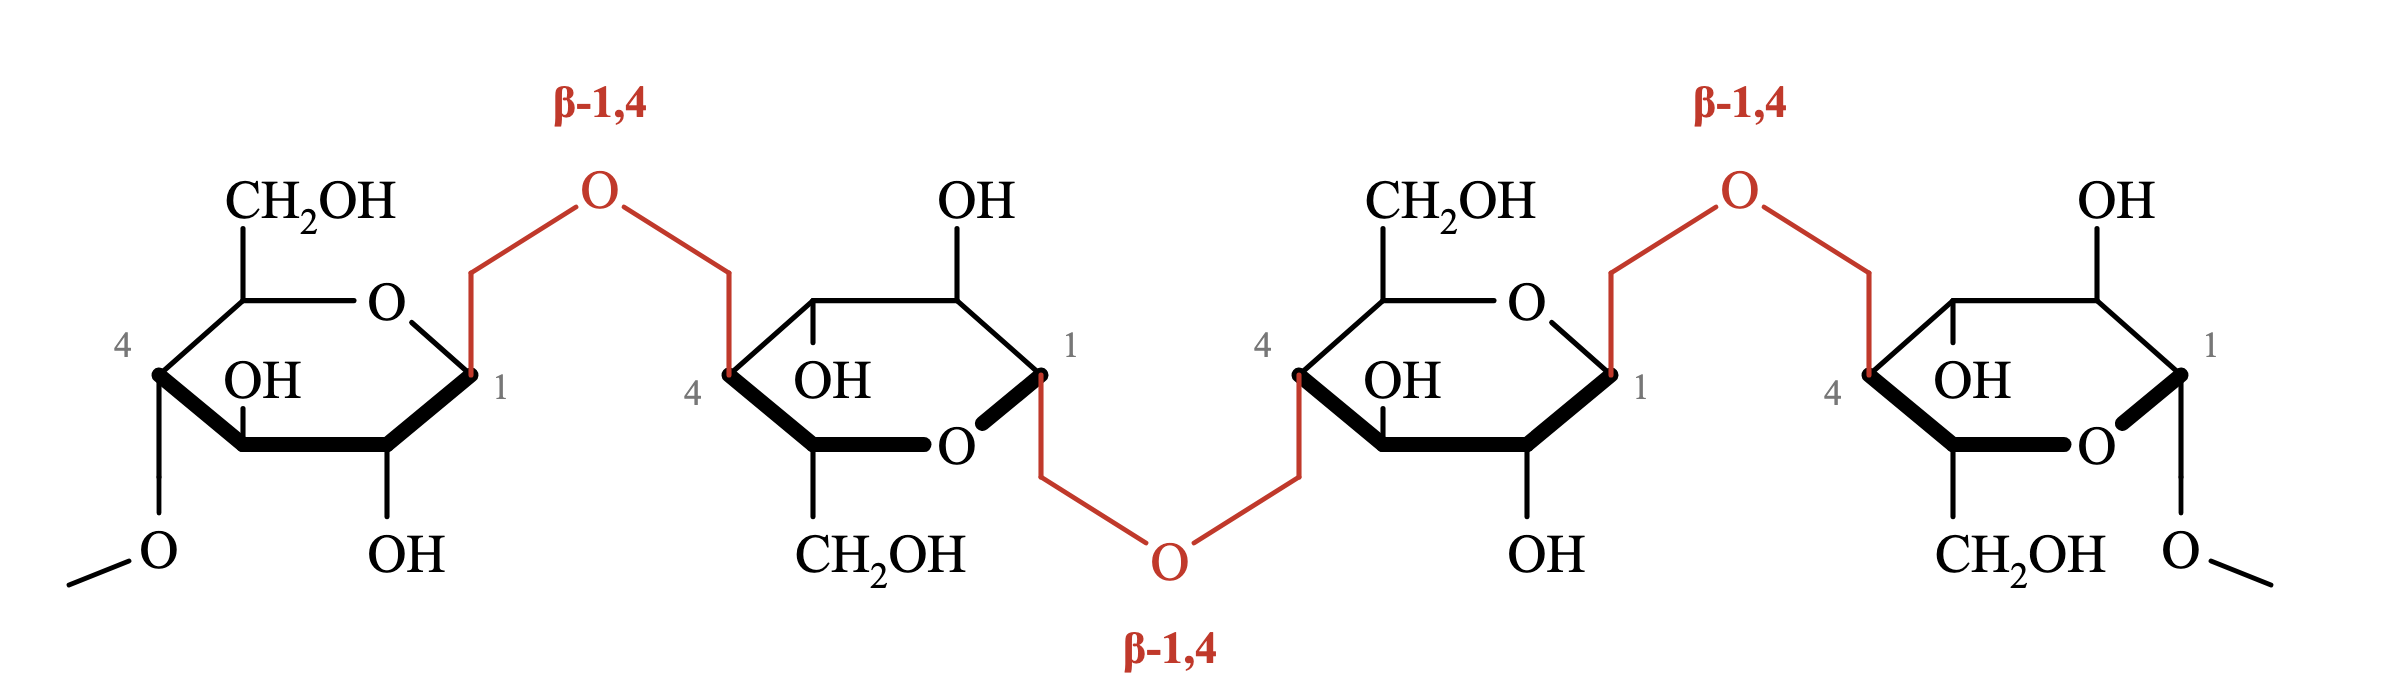 β-1,4 β-1,4
O O
CH2OH OH CH2OH OH
O O
4 1 4 1
OH OH OH OH
1 4 1 4
O O
O OH CH2OH O OH CH2OH O
β-1,4